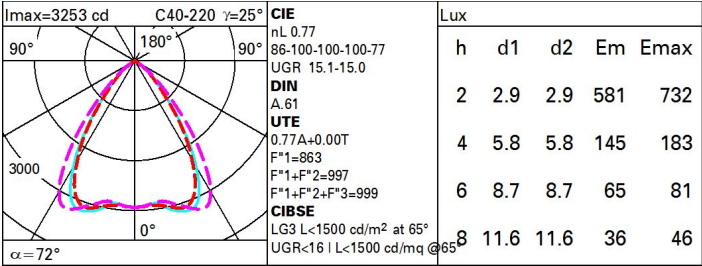 Imax=3253 cd C40-220 γ=25°
90° 180° 90°
3000
0°
α=72°
CIE
nL 0.77
86-100-100-100-77
UGR 15.1-15.0
DIN
A.61
UTE
0.77A+0.00T
F"1=863
F"1+F"2=997
F"1+F"2+F"3=999
CIBSE
LG3 L<1500 cd/m² at 65°
UGR<16 | L<1500 cd/mq @65°
Lux
h d1 d2 Em Emax
2 2.9 2.9 581 732
4 5.8 5.8 145 183
6 8.7 8.7 65 81
8 11.6 11.6 36 46